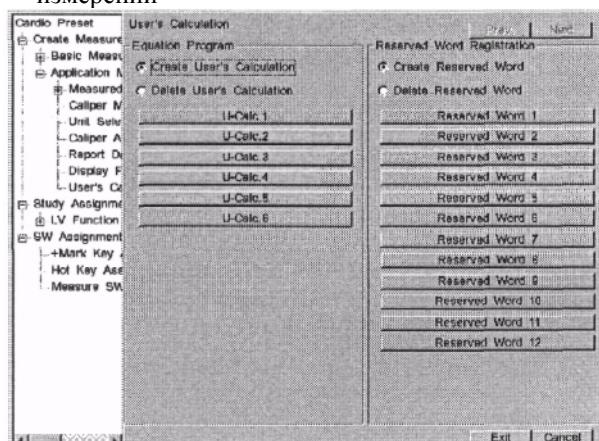 измерений
Cardio Preset
Create Measure
Basic Measu
Application M
Measured
Caliper M
Unit Sele
Caliper A
Report Di
Display F
User's Ca
Study Assignme
LV Function
SW Assignment
+Mark Key A
Hot Key Ass
Measure SW
User's Calculation
Prev. Next
Equation Program
Create User's Calculation
Delete User's Calculation
U-Calc.1
U-Calc.2
U-Calc.3
U-Calc.4
U-Calc.5
U-Calc.6
Reserved Word Registration
Create Reserved Word
Delete Reserved Word
Reserved Word 1
Reserved Word 2
Reserved Word 3
Reserved Word 4
Reserved Word 5
Reserved Word 6
Reserved Word 7
Reserved Word 8
Reserved Word 9
Reserved Word 10
Reserved Word 11
Reserved Word 12
Exit Cancel